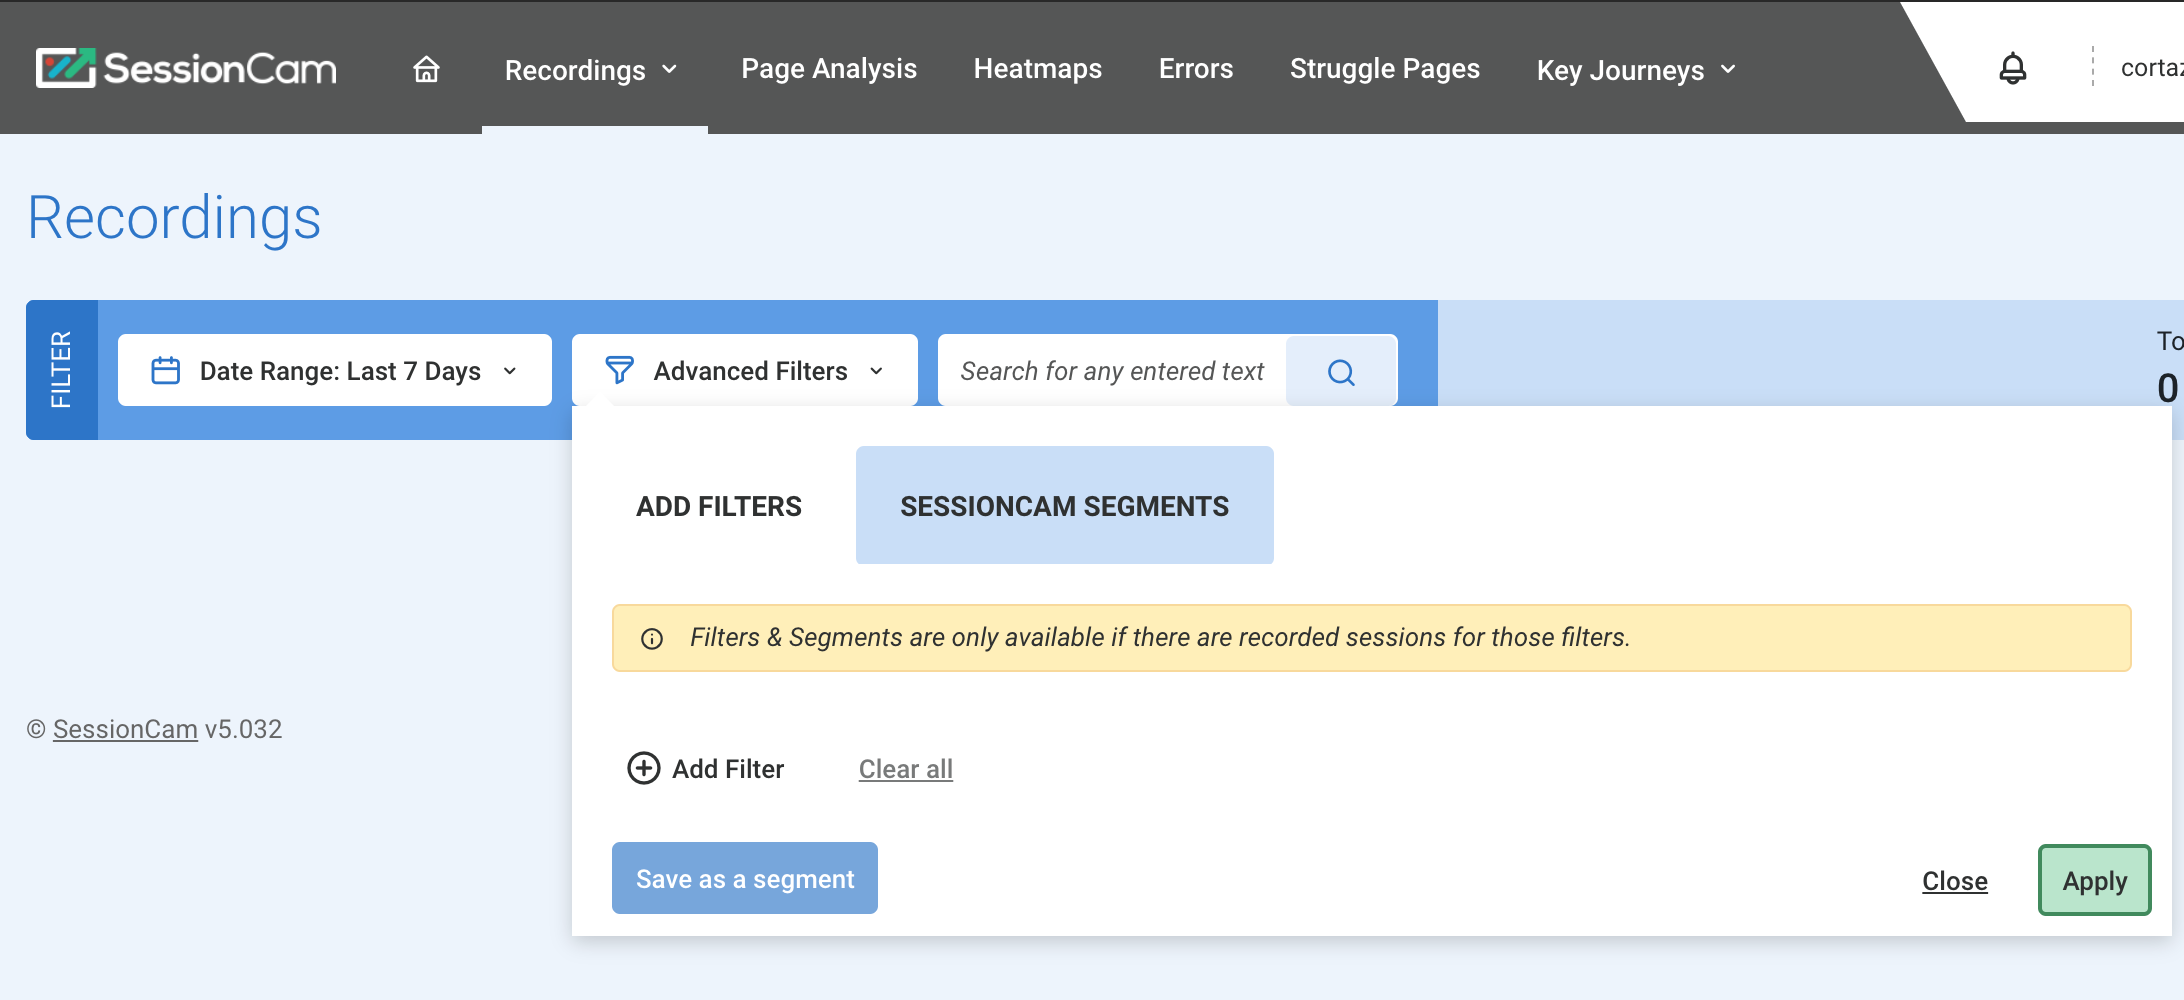 SessionCam
Recordings
Page Analysis
Heatmaps
Errors
Struggle Pages
Key Journeys
Recordings
FILTER
Date Range: Last 7 Days
Advanced Filters
Search for any entered text
0
ADD FILTERS
SESSIONCAM SEGMENTS
Filters & Segments are only available if there are recorded sessions for those filters.
© SessionCam v5.032
Add Filter
Clear all
Save as a segment
Close
Apply